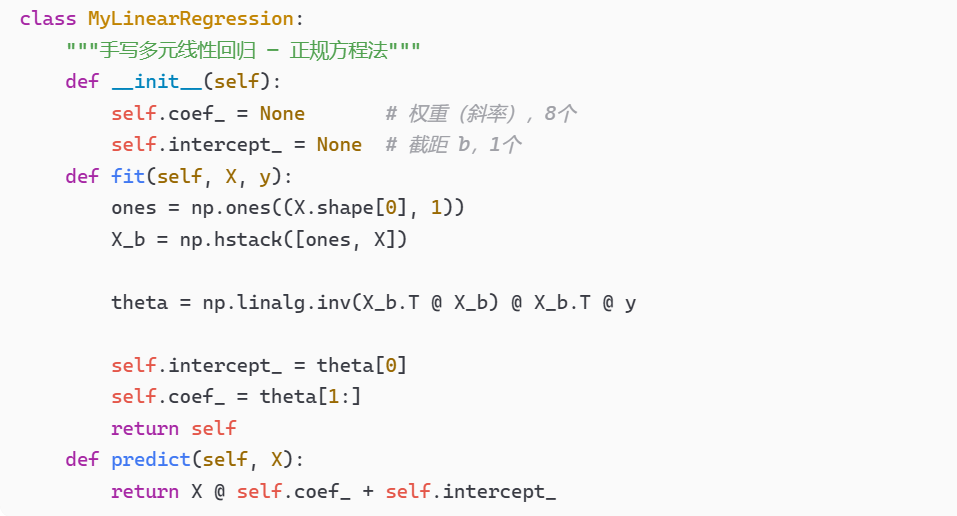 class MyLinearRegression:
    """手写多元线性回归 — 正规方程法"""
    def __init__(self):
        self.coef_ = None       # 权重（斜率），8个
        self.intercept_ = None  # 截距 b，1个
    def fit(self, X, y):
        ones = np.ones((X.shape[0], 1))
        X_b = np.hstack([ones, X])
        theta = np.linalg.inv(X_b.T @ X_b) @ X_b.T @ y
        self.intercept_ = theta[0]
        self.coef_ = theta[1:]
        return self
    def predict(self, X):
        return X @ self.coef_ + self.intercept_